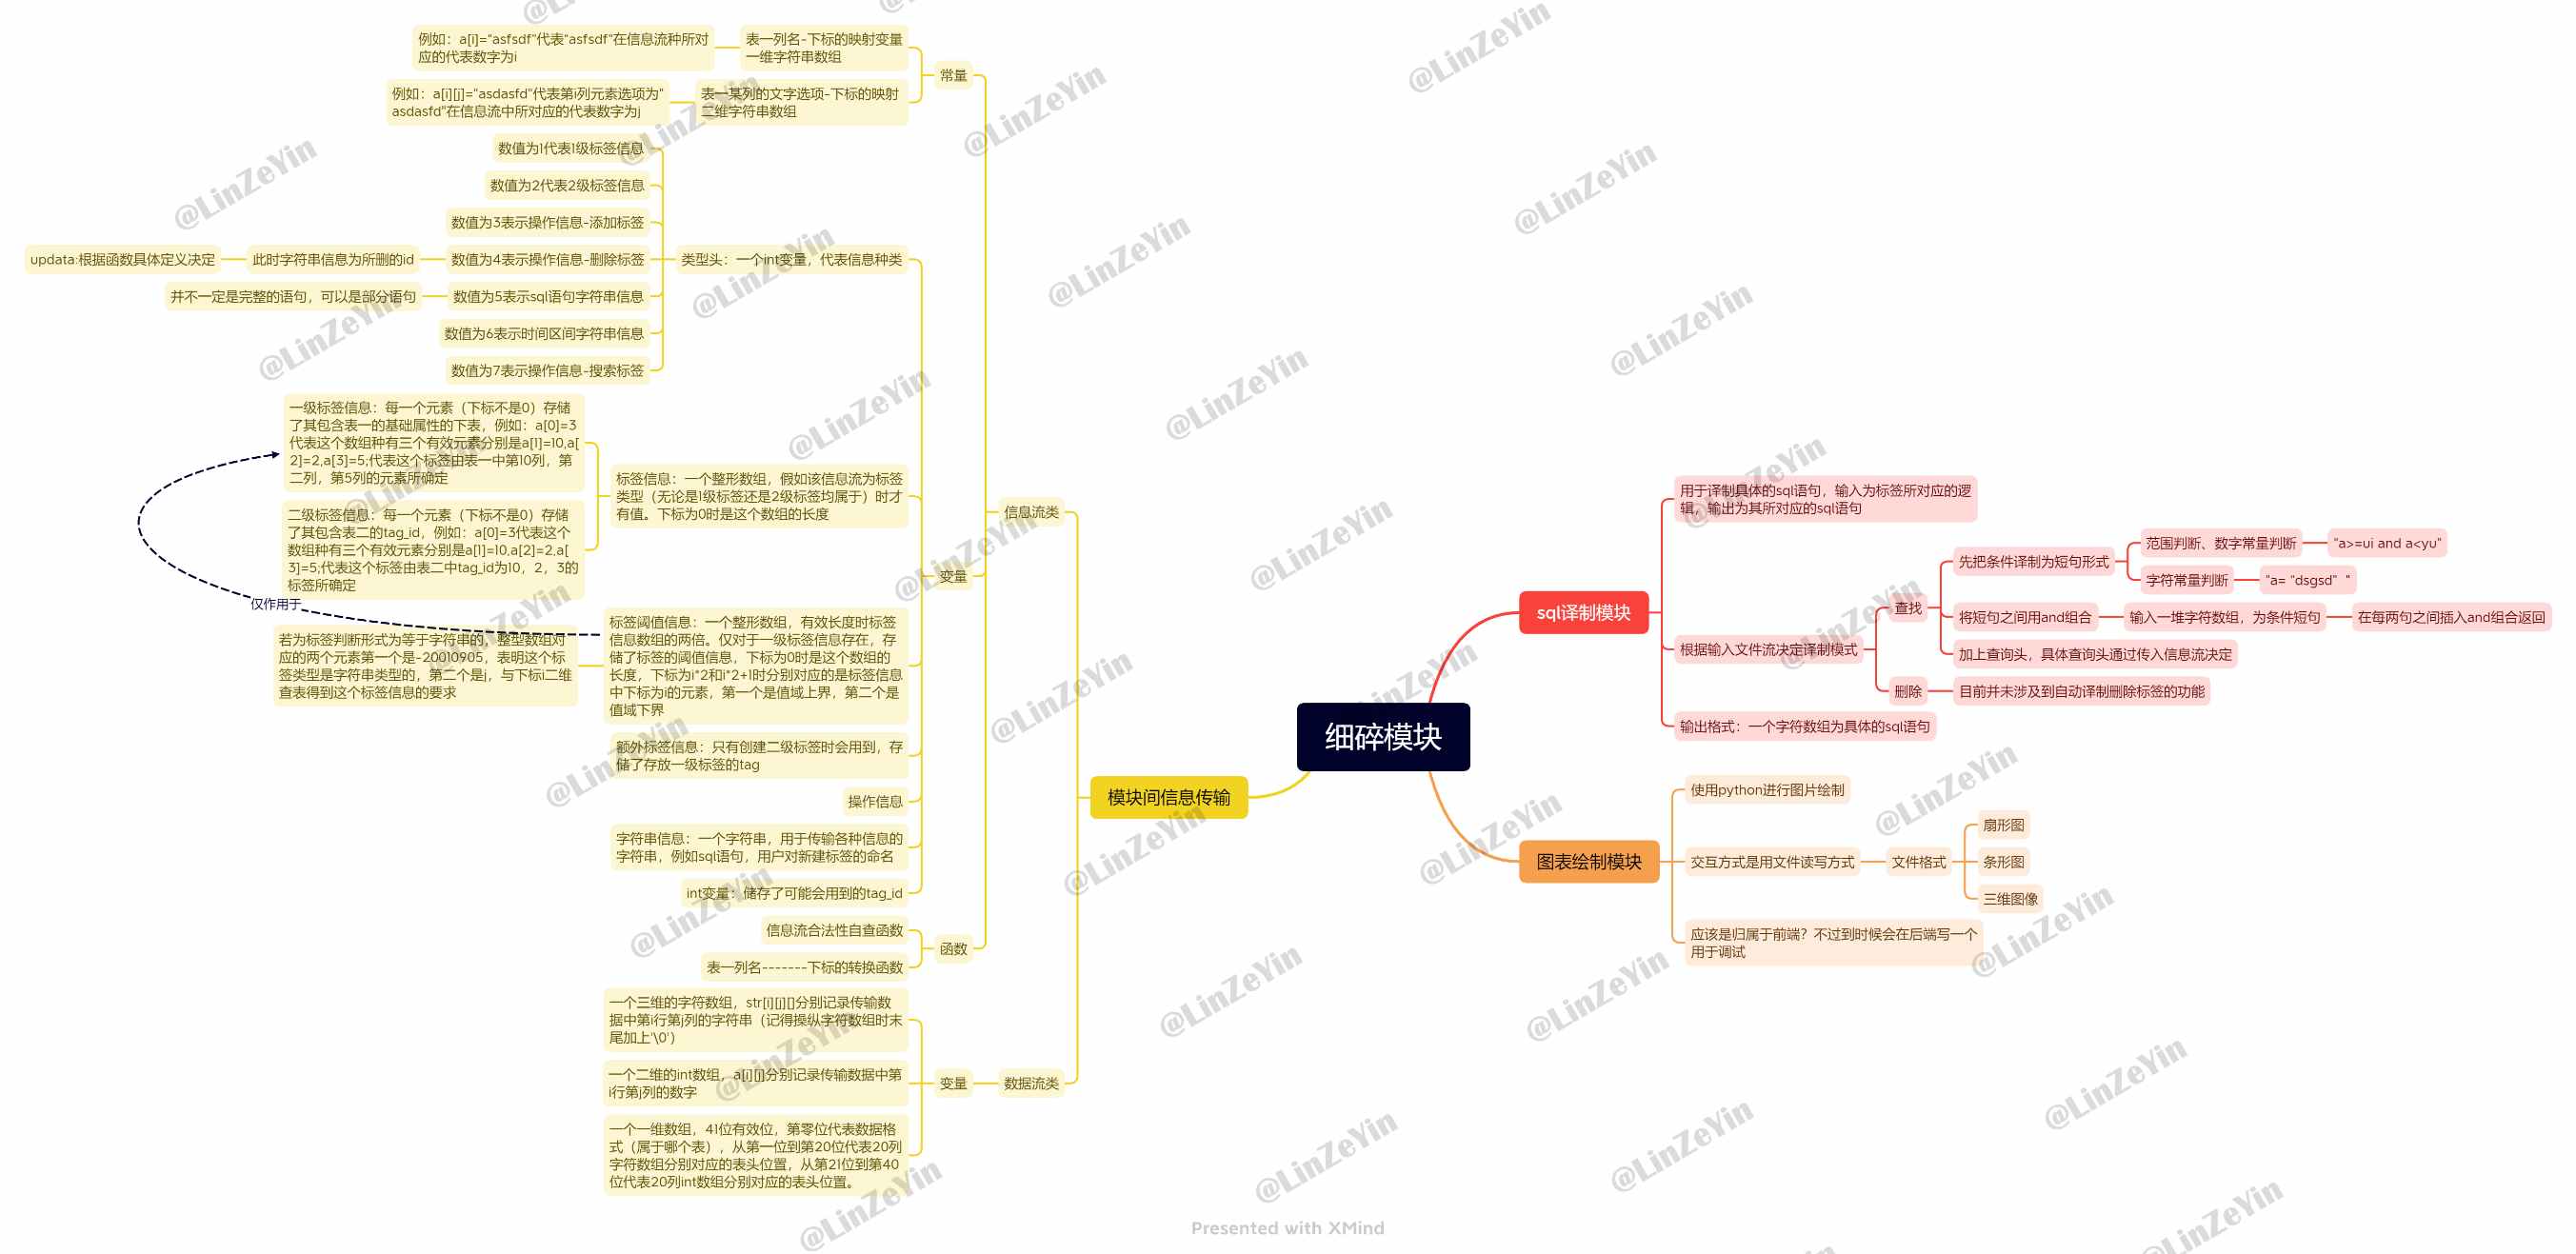 细碎模块
sql译制模块
用于译制具体的sql语句，输入为标签所对应的逻
辑，输出为其所对应的sql语句
根据输入文件流决定译制模式
查找
先把条件译制为短句形式
范围判断、数字常量判断
"a>=ui and a<yu"
字符常量判断
"a= "dsgsd"  "
将短句之间用and组合
输入一堆字符数组，为条件短句
在每两句之间插入and组合返回
加上查询头，具体查询头通过传入信息流决定
删除
目前并未涉及到自动译制删除标签的功能
输出格式：一个字符数组为具体的sql语句
图表绘制模块
使用python进行图片绘制
交互方式是用文件读写方式
文件格式
扇形图
条形图
三维图像
应该是归属于前端？不过到时候会在后端写一个
用于调试
模块间信息传输
信息流类
常量
表一列名-下标的映射变量
一维字符串数组
例如：a[i]="asfsdf"代表"asfsdf"在信息流种所对
应的代表数字为i
表一某列的文字选项-下标的映射
二维字符串数组
例如：a[i][j]="asdasfd"代表第i列元素选项为"
asdasfd"在信息流中所对应的代表数字为j
变量
类型头：一个int变量，代表信息种类
数值为1代表1级标签信息
数值为2代表2级标签信息
数值为3表示操作信息-添加标签
数值为4表示操作信息-删除标签
此时字符串信息为所删的id
updata:根据函数具体定义决定
数值为5表示sql语句字符串信息
并不一定是完整的语句，可以是部分语句
数值为6表示时间区间字符串信息
数值为7表示操作信息-搜索标签
标签信息：一个整形数组，假如该信息流为标签
类型（无论是1级标签还是2级标签均属于）时才
有值。下标为0时是这个数组的长度
一级标签信息：每一个元素（下标不是0）存储
了其包含表一的基础属性的下表，例如：a[0]=3
代表这个数组种有三个有效元素分别是a[1]=10,a[
2]=2,a[3]=5;代表这个标签由表一中第10列，第
二列，第5列的元素所确定
二级标签信息：每一个元素（下标不是0）存储
了其包含表二的tag_id，例如：a[0]=3代表这个
数组种有三个有效元素分别是a[1]=10,a[2]=2,a[
3]=5;代表这个标签由表二中tag_id为10，2，3的
标签所确定
仅作用于
标签阈值信息：一个整形数组，有效长度时标签
信息数组的两倍。仅对于一级标签信息存在，存
储了标签的阈值信息，下标为0时是这个数组的
长度，下标为i*2和i*2+1时分别对应的是标签信息
中下标为i的元素，第一个是值域上界，第二个是
值域下界
若为标签判断形式为等于字符串的，整型数组对
应的两个元素第一个是-20010905，表明这个标
签类型是字符串类型的，第二个是j，与下标i二维
查表得到这个标签信息的要求
额外标签信息：只有创建二级标签时会用到，存
储了存放一级标签的tag
操作信息
字符串信息：一个字符串，用于传输各种信息的
字符串，例如sql语句，用户对新建标签的命名
int变量：储存了可能会用到的tag_id
函数
信息流合法性自查函数
表一列名-------下标的转换函数
数据流类
变量
一个三维的字符数组，str[i][j][]分别记录传输数
据中第i行第j列的字符串（记得操纵字符数组时末
尾加上'\0'）
一个二维的int数组，a[i][j]分别记录传输数据中第
i行第j列的数字
一个一维数组，41位有效位，第零位代表数据格
式（属于哪个表），从第一位到第20位代表20列
字符数组分别对应的表头位置，从第21位到第40
位代表20列int数组分别对应的表头位置。
@LinZeYin
Presented with XMind